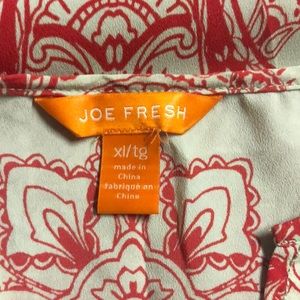 JOE FRESH
xl/tg
made in
China
fabriqué en
Chine